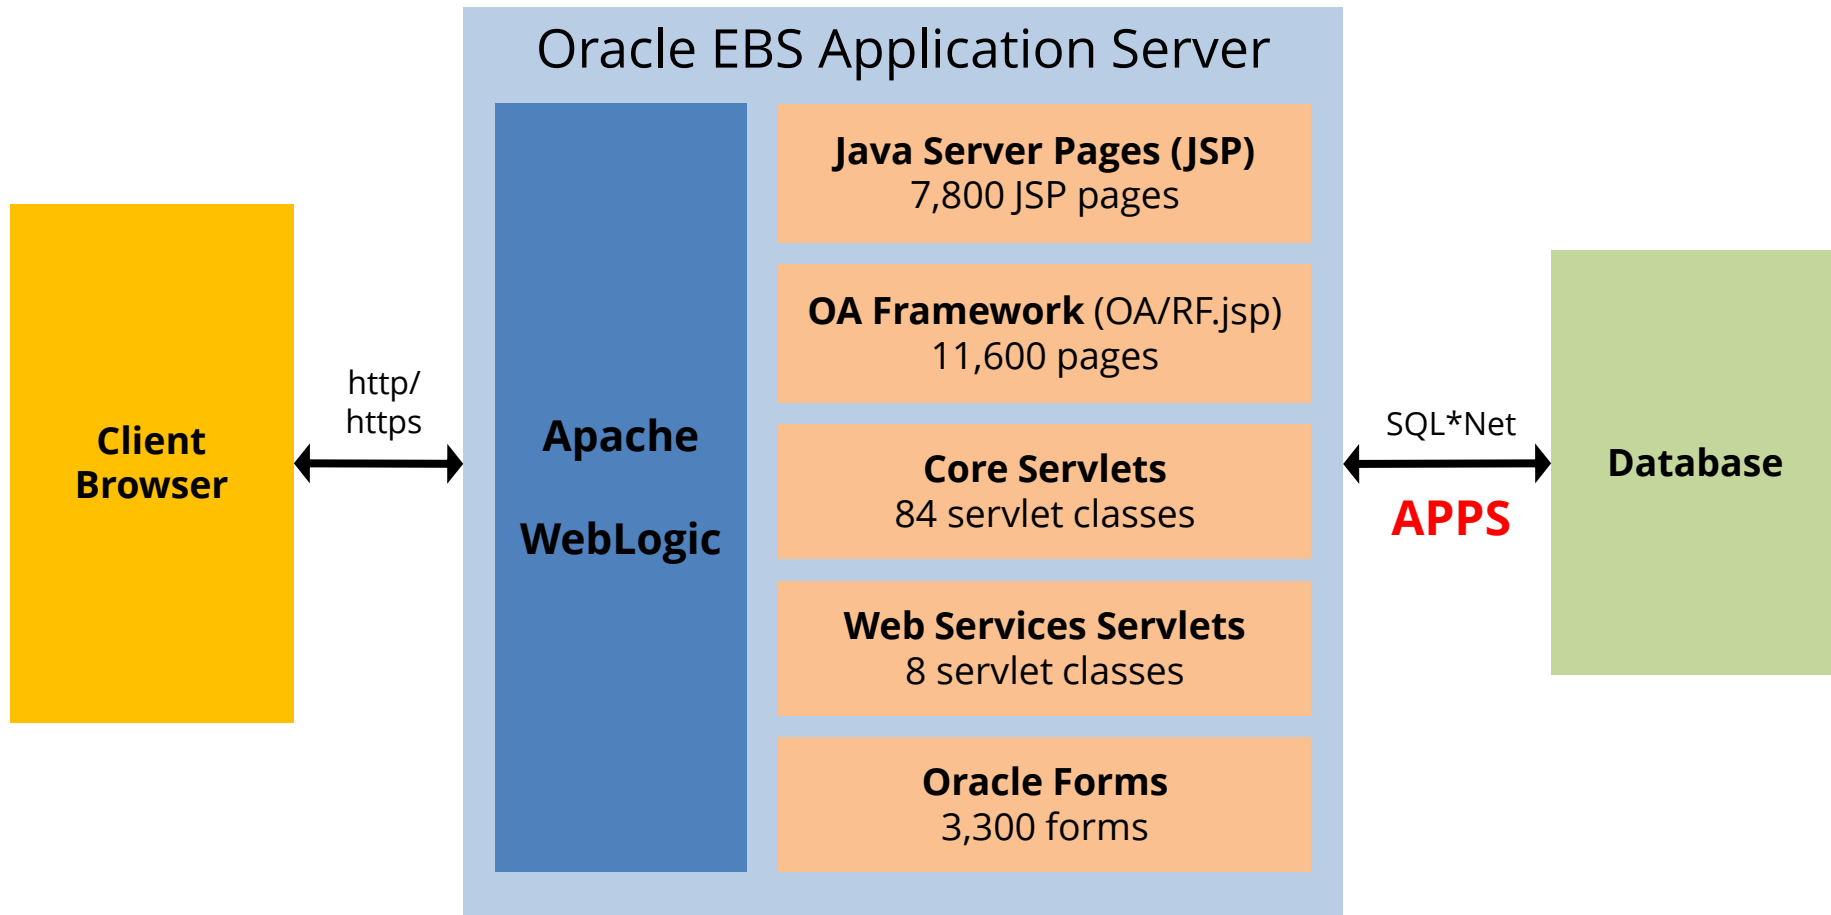 Oracle EBS Application Server
Client
Browser
http/
https
Apache
WebLogic
Java Server Pages (JSP)
7,800 JSP pages
OA Framework (OA/RF.jsp)
11,600 pages
Core Servlets
84 servlet classes
Web Services Servlets
8 servlet classes
Oracle Forms
3,300 forms
SQL*Net
APPS
Database